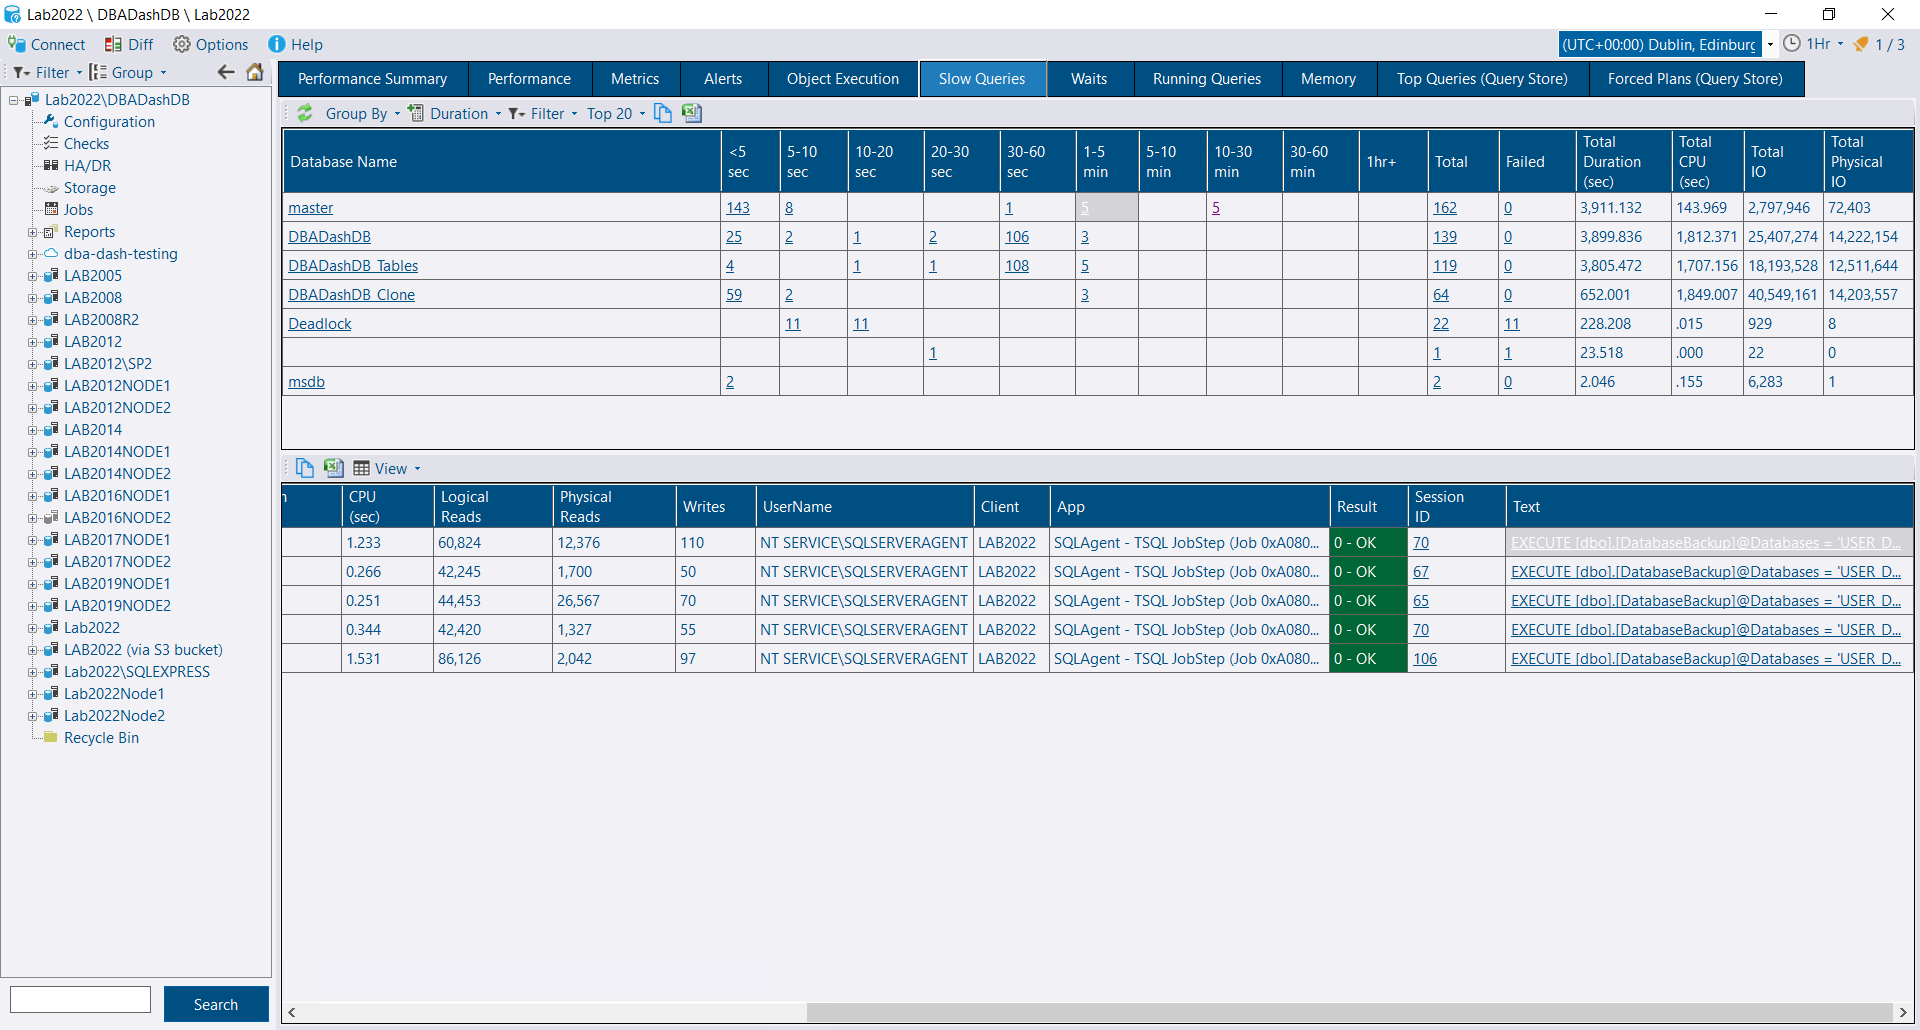 Lab2022 \ DBADashDB \ Lab2022
Connect Diff Options Help (UTC+00:00) Dublin, Edinburg 1Hr 1 / 3
Filter Group
Performance Summary Performance Metrics Alerts Object Execution Slow Queries Waits Running Queries Memory Top Queries (Query Store) Forced Plans (Query Store)
Lab2022\DBADashDB
Configuration
Checks
HA/DR
Storage
Jobs
Reports
dba-dash-testing
LAB2005
LAB2008
LAB2008R2
LAB2012
LAB2012\SP2
LAB2012NODE1
LAB2012NODE2
LAB2014
LAB2014NODE1
LAB2014NODE2
LAB2016NODE1
LAB2016NODE2
LAB2017NODE1
LAB2017NODE2
LAB2019NODE1
LAB2019NODE2
Lab2022
LAB2022 (via S3 bucket)
Lab2022\SQLEXPRESS
Lab2022Node1
Lab2022Node2
Recycle Bin
Search
Group By Duration Filter Top 20
Database Name <5 sec 5-10 sec 10-20 sec 20-30 sec 30-60 sec 1-5 min 5-10 min 10-30 min 30-60 min 1hr+ Total Failed Total Duration (sec) Total CPU (sec) Total IO Total Physical IO
master 143 8 1 5 5 162 0 3,911.132 143.969 2,797,946 72,403
DBADashDB 25 2 1 2 106 3 139 0 3,899.836 1,812.371 25,407,274 14,222,154
DBADashDB_Tables 4 1 1 108 5 119 0 3,805.472 1,707.156 18,193,528 12,511,644
DBADashDB_Clone 59 2 3 64 0 652.001 1,849.007 40,549,161 14,203,557
Deadlock 11 11 22 11 228.208 .015 929 8
1 1 1 23.518 .000 22 0
msdb 2 2 0 2.046 .155 6,283 1
View
CPU (sec) Logical Reads Physical Reads Writes UserName Client App Result Session ID Text
1.233 60,824 12,376 110 NT SERVICE\SQLSERVERAGENT LAB2022 SQLAgent - TSQL JobStep (Job 0xA080... 0 - OK 70 EXECUTE [dbo].[DatabaseBackup]@Databases = 'USER_D...
0.266 42,245 1,700 50 NT SERVICE\SQLSERVERAGENT LAB2022 SQLAgent - TSQL JobStep (Job 0xA080... 0 - OK 67 EXECUTE [dbo].[DatabaseBackup]@Databases = 'USER_D...
0.251 44,453 26,567 70 NT SERVICE\SQLSERVERAGENT LAB2022 SQLAgent - TSQL JobStep (Job 0xA080... 0 - OK 65 EXECUTE [dbo].[DatabaseBackup]@Databases = 'USER_D...
0.344 42,420 1,327 55 NT SERVICE\SQLSERVERAGENT LAB2022 SQLAgent - TSQL JobStep (Job 0xA080... 0 - OK 70 EXECUTE [dbo].[DatabaseBackup]@Databases = 'USER_D...
1.531 86,126 2,042 97 NT SERVICE\SQLSERVERAGENT LAB2022 SQLAgent - TSQL JobStep (Job 0xA080... 0 - OK 106 EXECUTE [dbo].[DatabaseBackup]@Databases = 'USER_D...